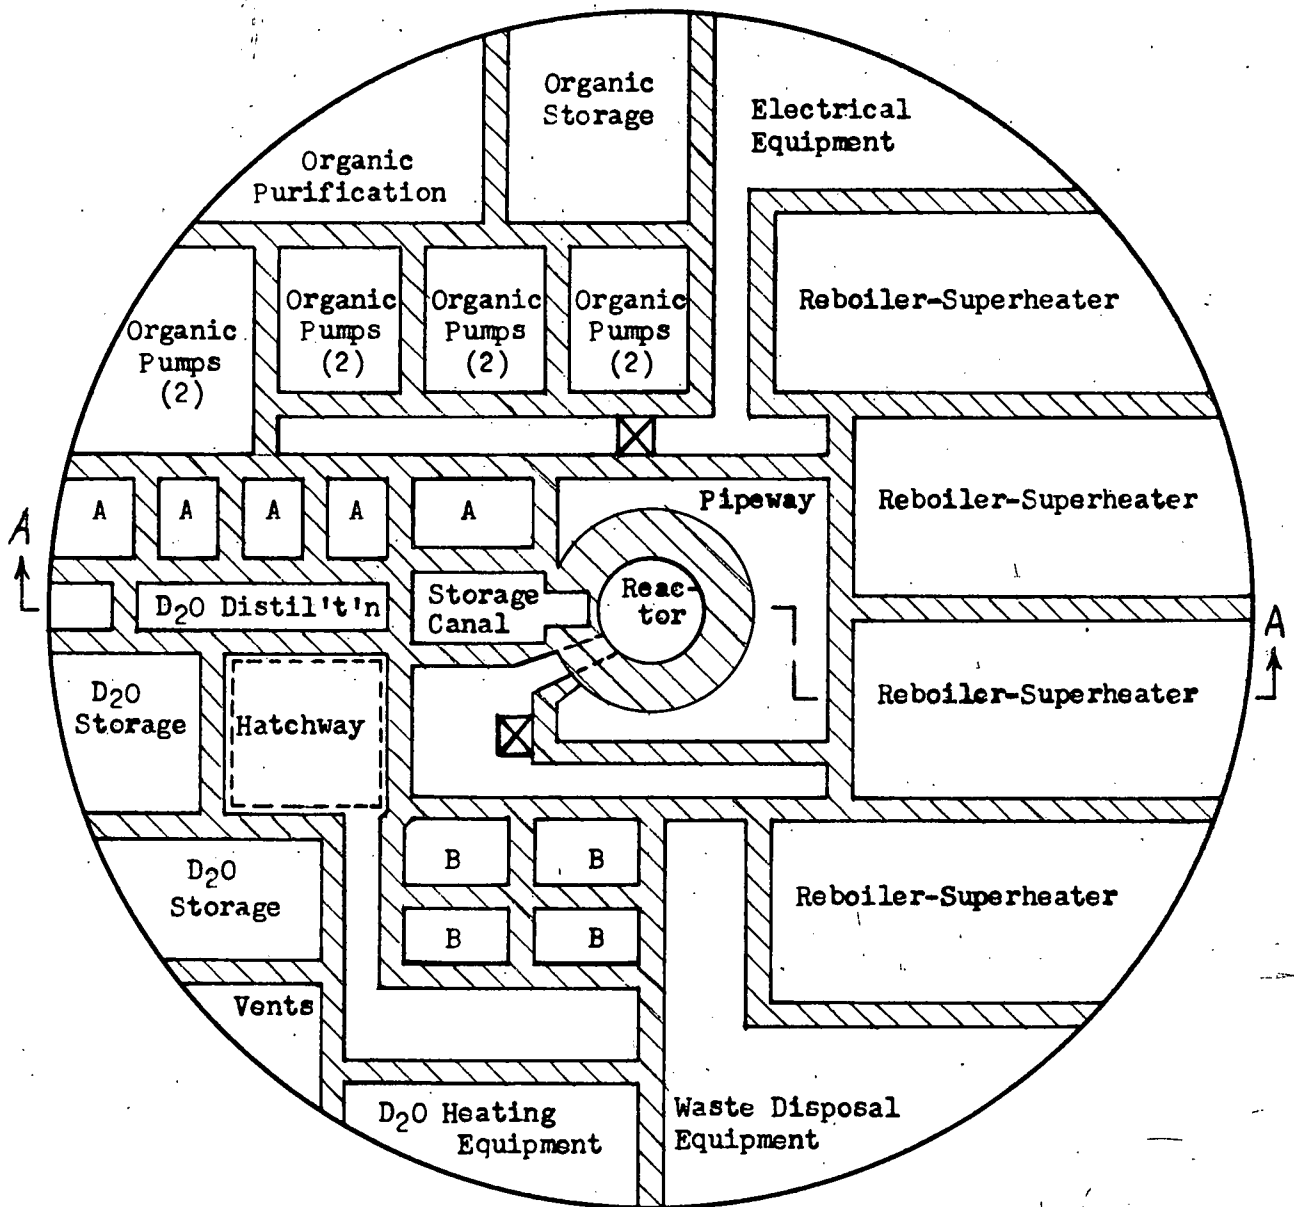 Organic
Storage
Electrical
Equipment
Organic
Purification
Organic
Pumps
(2)
Organic
Pumps
(2)
Organic
Pumps
(2)
Organic
Pumps
(2)
Reboiler-Superheater
Reboiler-Superheater
Pipeway
A
A
A
A
A
A
D₂O Distil't'n
Storage
Canal
Reac-
tor
A
D₂O
Storage
Hatchway
Reboiler-Superheater
D₂O
Storage
B
B
B
B
Reboiler-Superheater
Vents
D₂O Heating
Equipment
Waste Disposal
Equipment